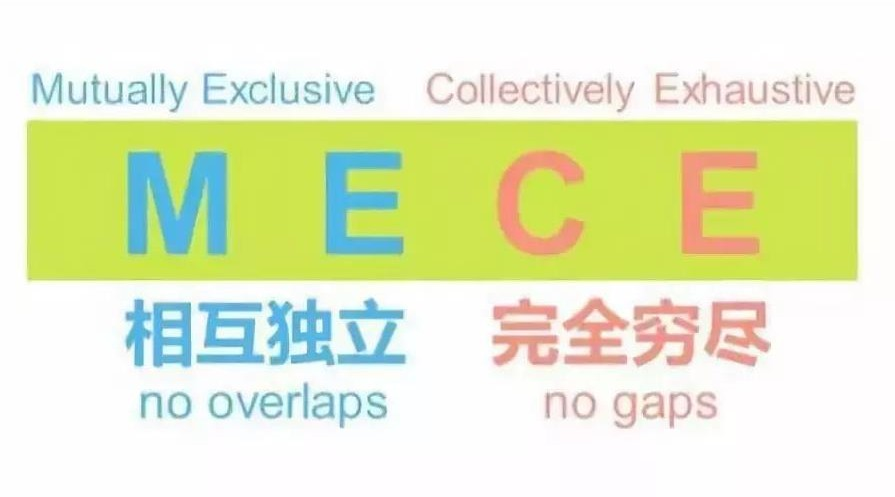 Mutually Exclusive Collectively Exhaustive
M E C E
相互独立 完全穷尽
no overlaps no gaps